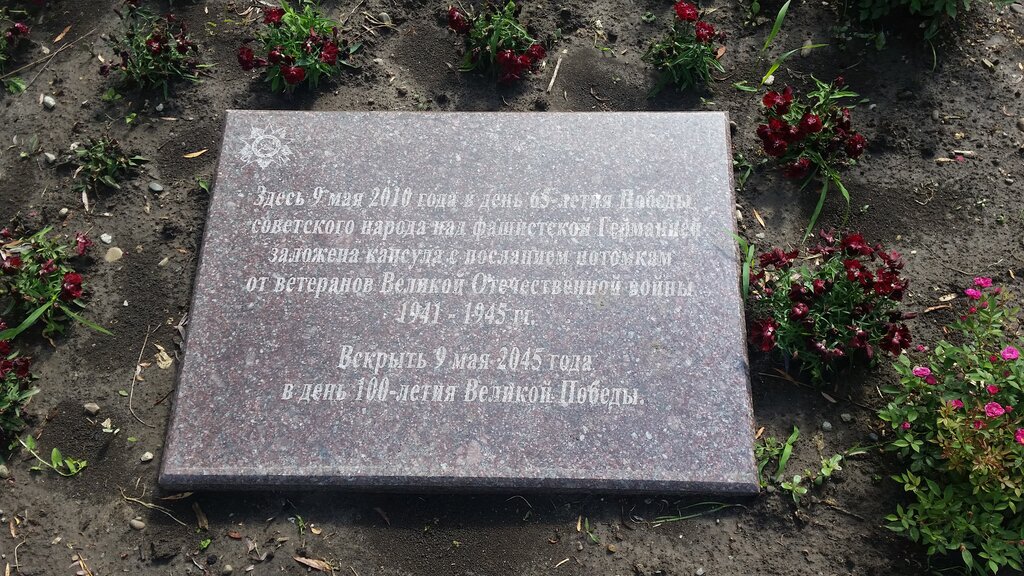 Здесь 9 мая 2010 года в день 65-летия Победы
советского народа над фашистской Германией
заложена капсула с посланием потомкам
от ветеранов Великой Отечественной войны
1941 - 1945 гг.
Вскрыть 9 мая 2045 года
в день 100-летия Великой Победы.